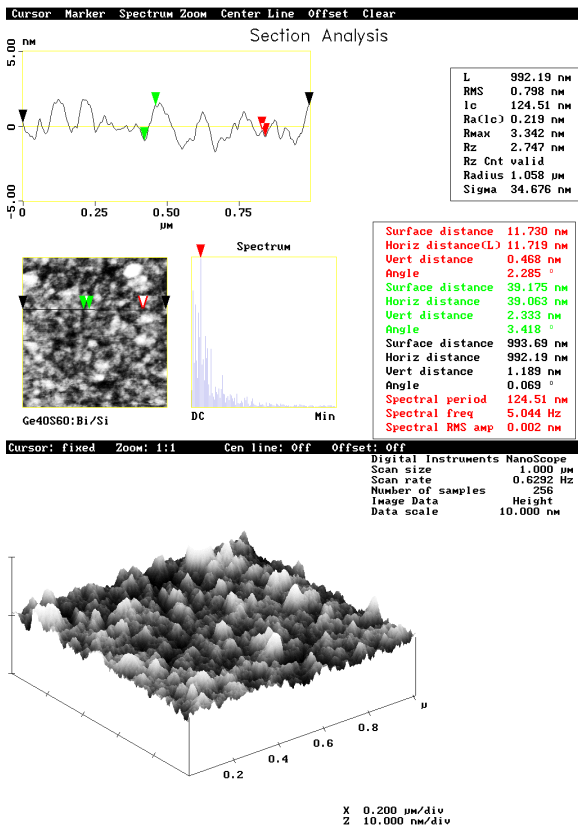 Cursor Marker Spectrum Zoom Center Line Offset Clear
Section Analysis
nm
5.00
0
-5.00
0 0.25 0.50 0.75
µm
L 992.19 nm
RMS 0.798 nm
lc 124.51 nm
Ra(lc) 0.219 nm
Rmax 3.342 nm
Rz 2.747 nm
Rz Cnt valid
Radius 1.058 µm
Sigma 34.676 nm
Surface distance 11.730 nm
Horiz distance(L) 11.719 nm
Vert distance 0.468 nm
Angle 2.285 °
Surface distance 39.175 nm
Horiz distance 39.063 nm
Vert distance 2.333 nm
Angle 3.418 °
Surface distance 993.69 nm
Horiz distance 992.19 nm
Vert distance 1.189 nm
Angle 0.069 °
Spectral period 124.51 nm
Spectral freq 5.044 Hz
Spectral RMS amp 0.002 nm
Spectrum
DC Min
Ge40S60:Bi/Si
Cursor: fixed Zoom: 1:1 Cen line: Off Offset: Off
Digital Instruments NanoScope
Scan size 1.000 µm
Scan rate 0.6292 Hz
Number of samples 256
Image Data Height
Data scale 10.000 nm
0.2 0.4 0.6 0.8 µ
X 0.200 µm/div
Z 10.000 nm/div